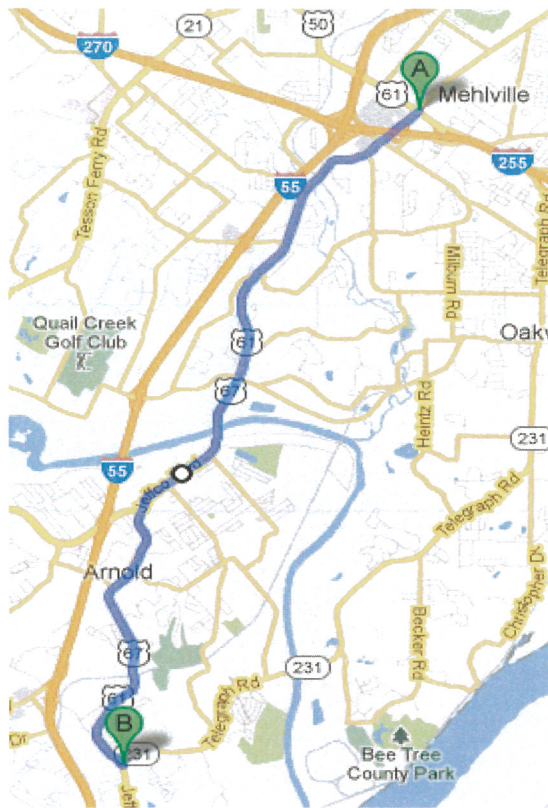 21
50
270
A
61
Mehlville
255
55
Tesson Ferry Rd
Telegraph Rd
Milburn Rd
Quail Creek
Golf Club
61
Oakv
67
Heintz Rd
231
55
Jeffco
Telegraph Rd
Arnold
Christopher Dr
Becker Rd
67
231
61
Telegraph Rd
B
231
Bee Tree
County Park
Jeff